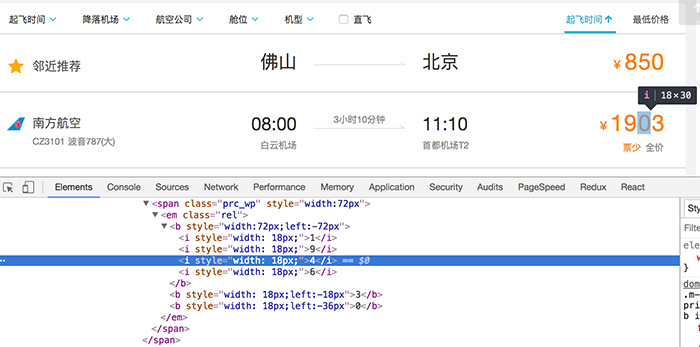 起飞时间 降落机场 航空公司 舱位 机型 直飞 起飞时间 最低价格
邻近推荐 佛山 北京 ¥850
i 18×30
南方航空 08:00 3小时10分钟 11:10 ¥1903
CZ3101 波音787(大) 白云机场 首都机场T2 票少 全价
Elements Console Sources Network Performance Memory Application Security Audits PageSpeed Redux React
<span class="prc_wp" style="width:72px"> Sty
<em class="rel"> Filte
<b style="width:72px;left:-72px"> ele
<i style="width: 18px;">1</i>
<i style="width: 18px;">9</i> }
… <i style="width: 18px;">4</i> == $0
<i style="width: 18px;">6</i> dom
</b> .m-
<b style="width: 18px;left:-18px">3</b> pri
<b style="width: 18px;left:-36px">0</b> b i
</em>
</span>
</span>